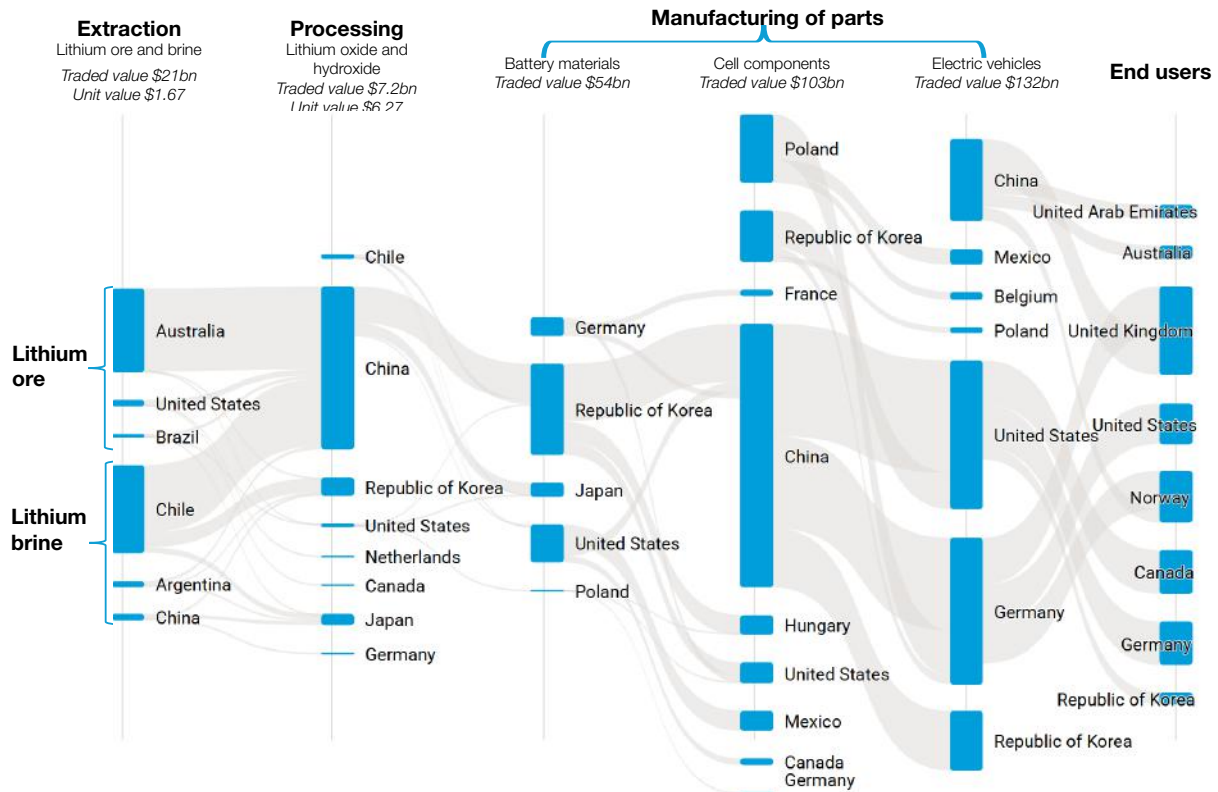 Extraction
Lithium ore and brine
Traded value $21bn
Unit value $1.67
Processing
Lithium oxide and
hydroxide
Traded value $7.2bn
Unit value $6.27
Manufacturing of parts
Battery materials
Traded value $54bn
Cell components
Traded value $103bn
Electric vehicles
Traded value $132bn
End users
Lithium
ore
Lithium
brine
Australia
United States
Brazil
Chile
Argentina
China
Chile
China
Republic of Korea
United States
Netherlands
Canada
Japan
Germany
Germany
Republic of Korea
Japan
United States
Poland
Poland
Republic of Korea
France
China
Hungary
United States
Mexico
Canada
Germany
China
Mexico
Belgium
Poland
United States
Germany
Republic of Korea
United Arab Emirates
Australia
United Kingdom
United States
Norway
Canada
Germany
Republic of Korea